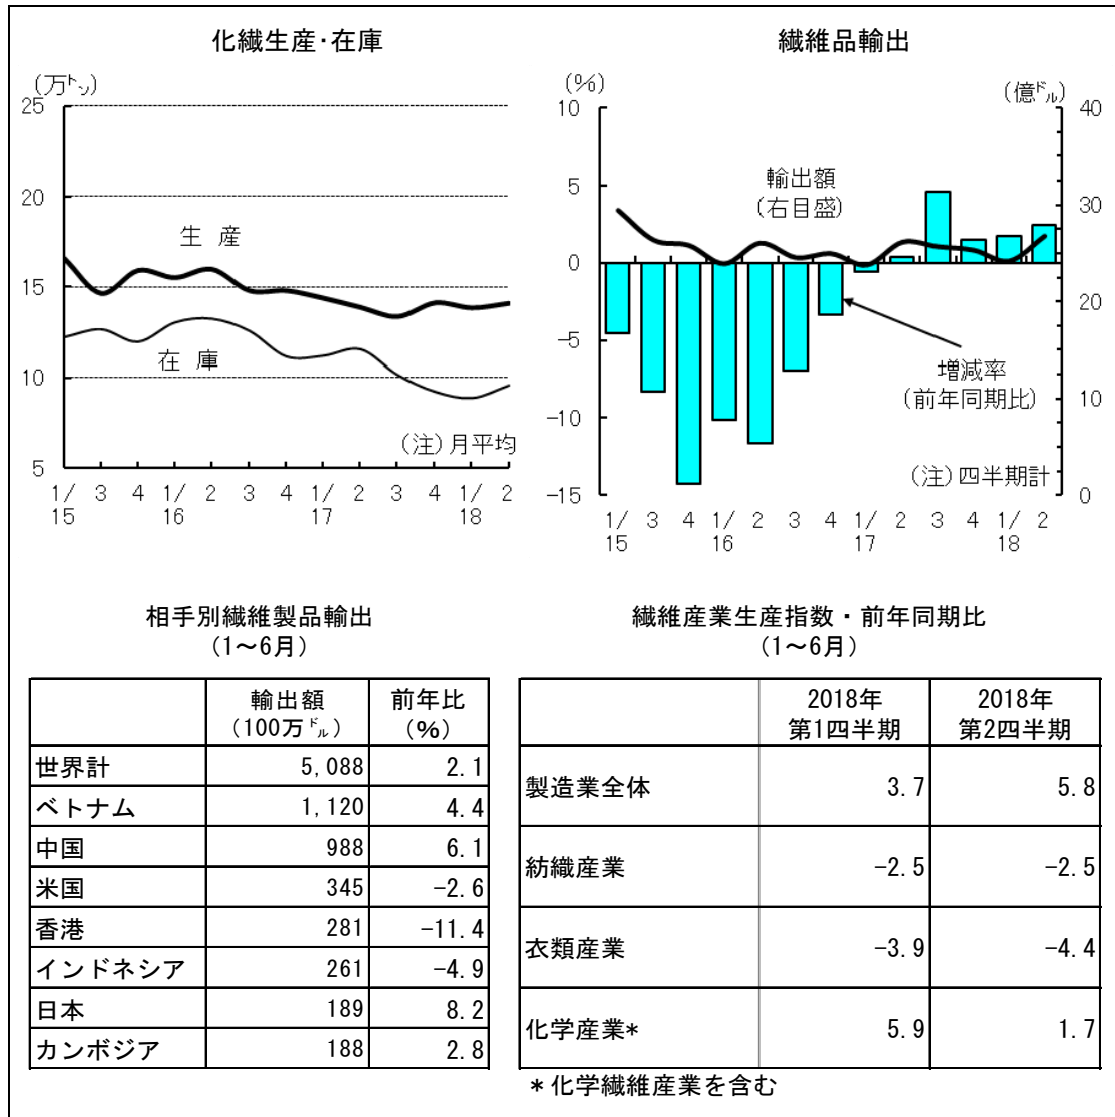 化繊生産・在庫
(万㌧)
25
20
15
10
5
生 産
在 庫
(注)月平均
1/ 3 4 1/ 2 3 4 1/ 2 3 4 1/ 2
15 16 17 18
繊維品輸出
(%)
(億㌦)
10
5
0
-5
-10
-15
40
30
20
10
0
輸出額
(右目盛)
増減率
(前年同期比)
(注)四半期計
1/ 3 4 1/ 2 3 4 1/ 2 3 4 1/ 2
15 16 17 18
相手別繊維製品輸出
(1～6月)
輸出額 前年比
(100万㌦) (%)
世界計 5,088 2.1
ベトナム 1,120 4.4
中国 988 6.1
米国 345 -2.6
香港 281 -11.4
インドネシア 261 -4.9
日本 189 8.2
カンボジア 188 2.8
繊維産業生産指数・前年同期比
(1～6月)
2018年 2018年
第1四半期 第2四半期
製造業全体 3.7 5.8
紡織産業 -2.5 -2.5
衣類産業 -3.9 -4.4
化学産業* 5.9 1.7
*化学繊維産業を含む